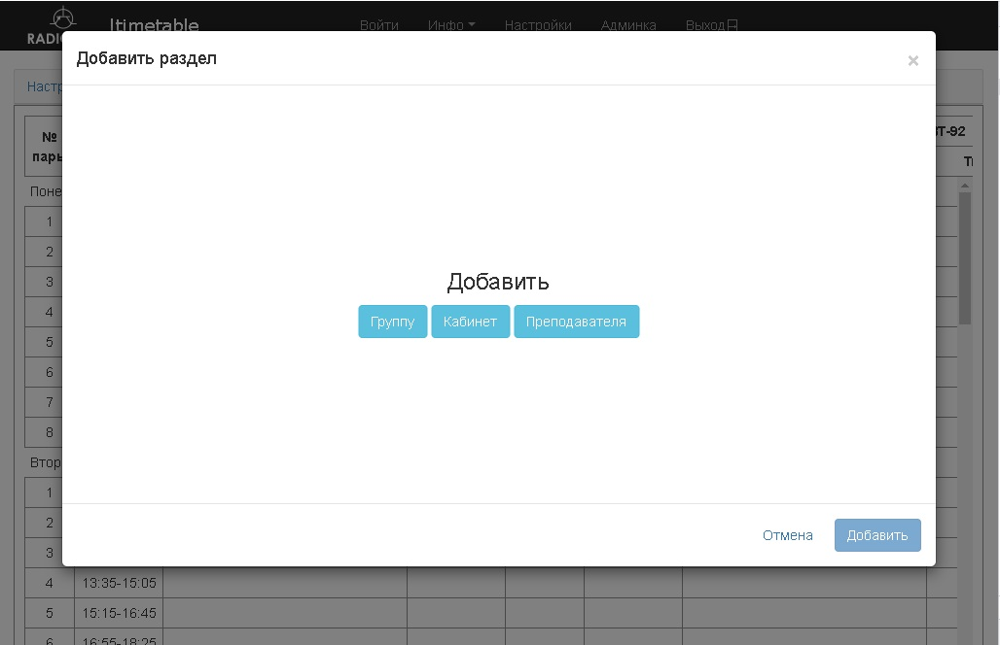 RADI
Itimetable
Войти
Инфо
Настройки
Админка
Выход
Добавить раздел
×
Настр
№
пары
ВТ-92
Поне
1
2
3
4
5
6
7
8
Добавить
Группу
Кабинет
Преподавателя
Втор
1
2
3
Отмена
Добавить
4 13:35-15:05
5 15:15-16:45
6 16:55-18:25